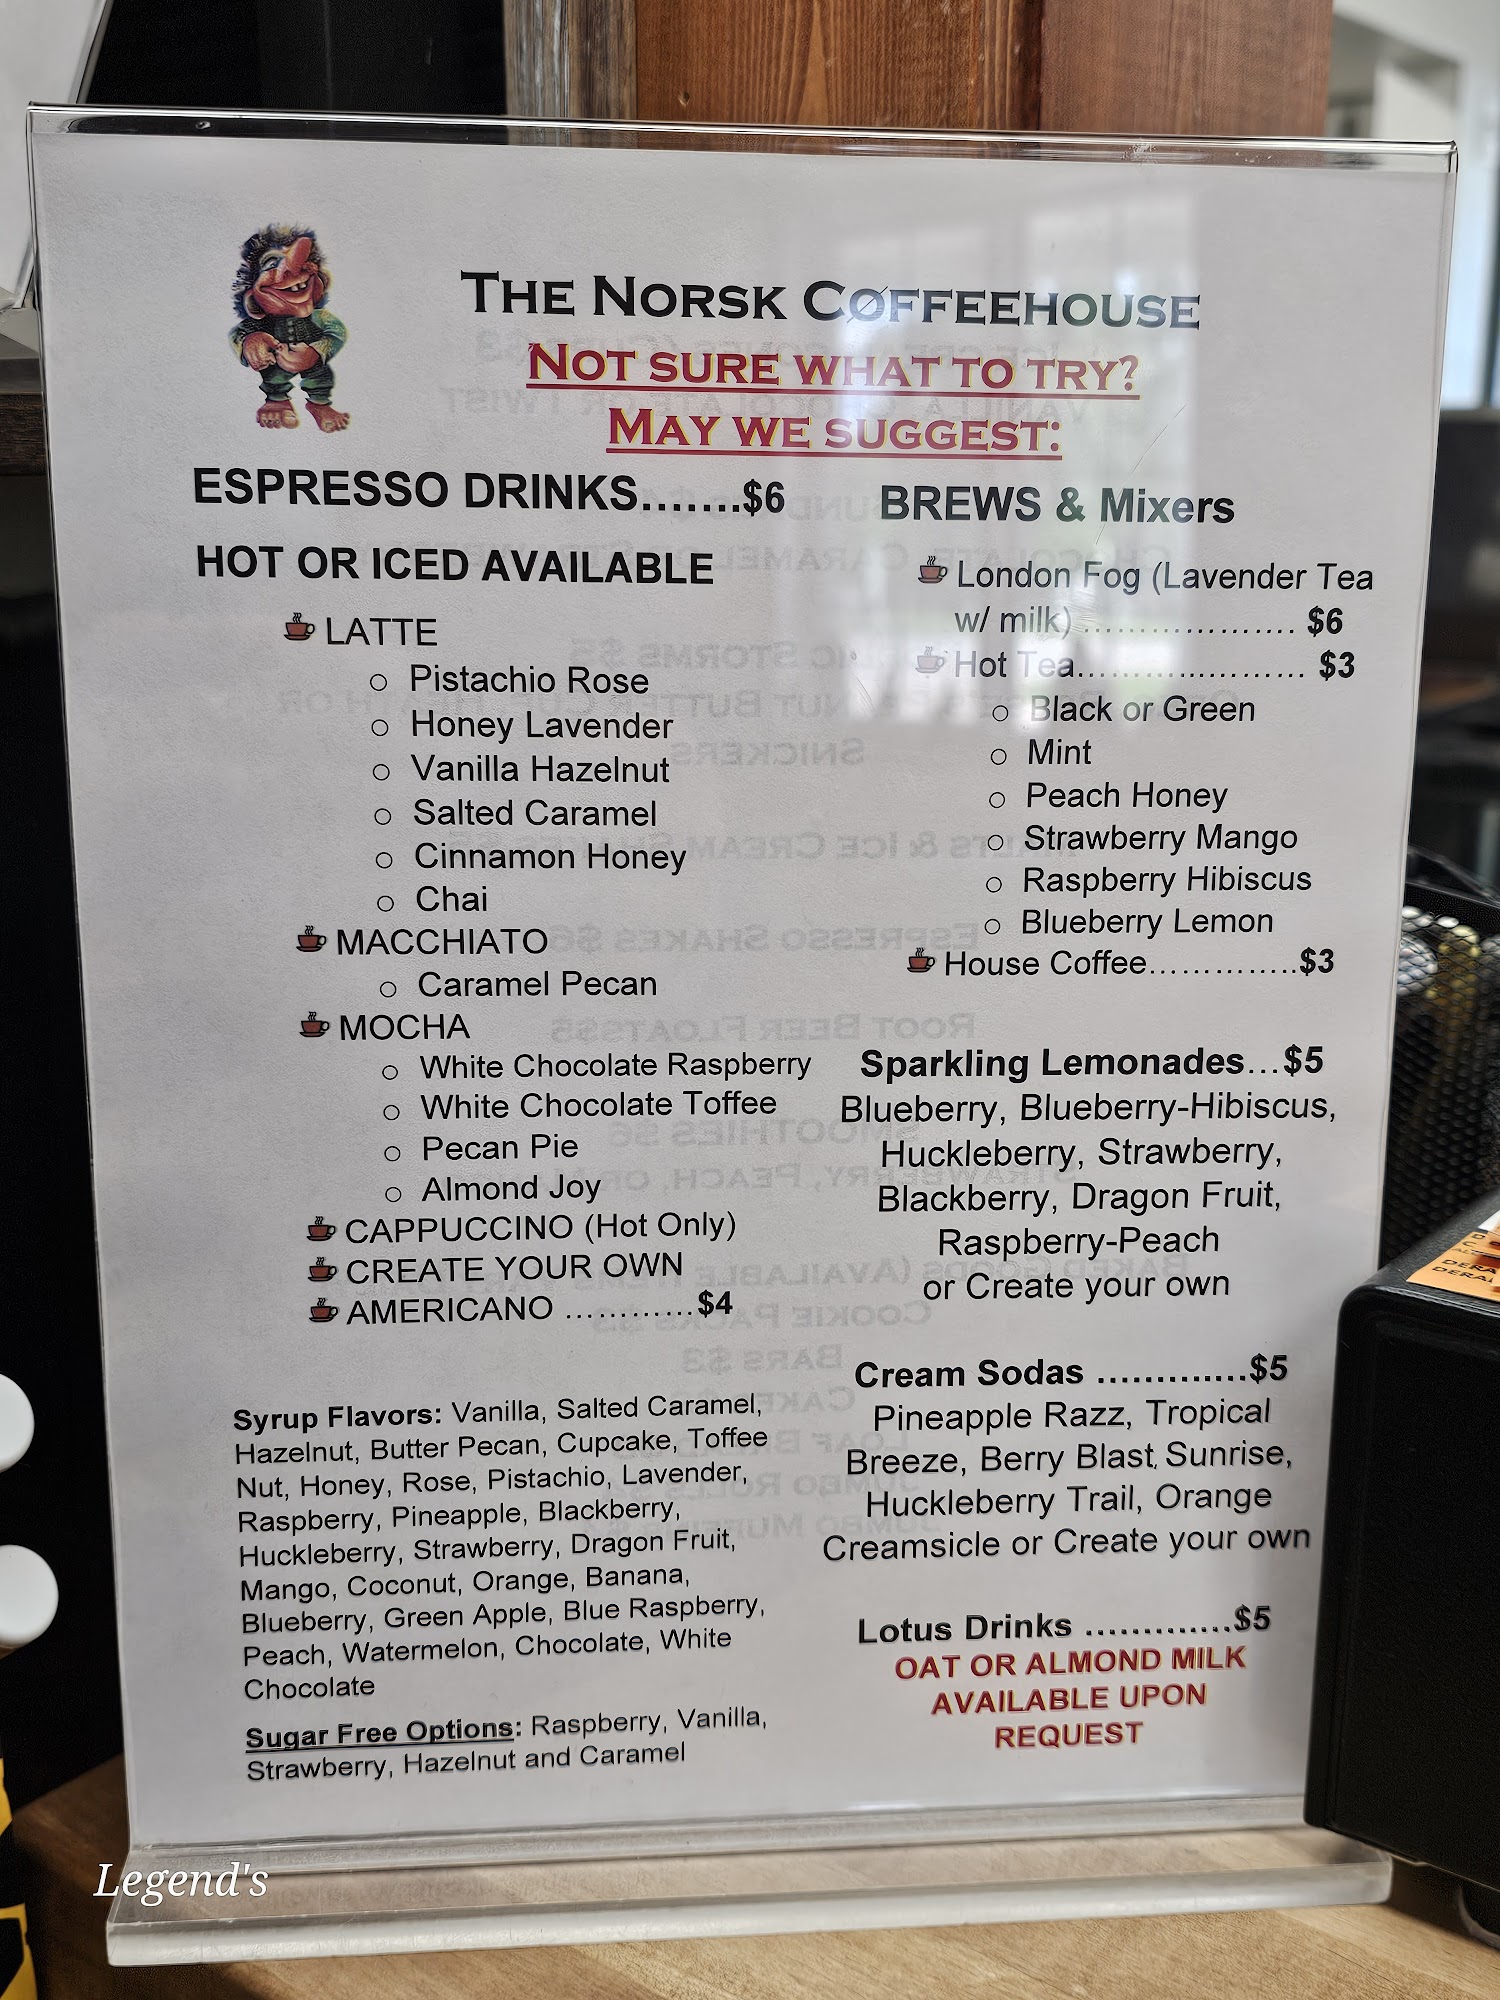 THE NORSK CØFFEEHOUSE
NOT SURE WHAT TO TRY?
MAY WE SUGGEST:
ESPRESSO DRINKS.......$6
HOT OR ICED AVAILABLE
LATTE
Pistachio Rose
Honey Lavender
Vanilla Hazelnut
Salted Caramel
Cinnamon Honey
Chai
MACCHIATO
Caramel Pecan
MOCHA
White Chocolate Raspberry
White Chocolate Toffee
Pecan Pie
Almond Joy
CAPPUCCINO (Hot Only)
CREATE YOUR OWN
AMERICANO ............$4
Syrup Flavors: Vanilla, Salted Caramel,
Hazelnut, Butter Pecan, Cupcake, Toffee
Nut, Honey, Rose, Pistachio, Lavender,
Raspberry, Pineapple, Blackberry,
Huckleberry, Strawberry, Dragon Fruit,
Mango, Coconut, Orange, Banana,
Blueberry, Green Apple, Blue Raspberry,
Peach, Watermelon, Chocolate, White
Chocolate
Sugar Free Options: Raspberry, Vanilla,
Strawberry, Hazelnut and Caramel
BREWS & Mixers
London Fog (Lavender Tea
w/ milk) .................... $6
Hot Tea...................... $3
Black or Green
Mint
Peach Honey
Strawberry Mango
Raspberry Hibiscus
Blueberry Lemon
House Coffee..............$3
Sparkling Lemonades...$5
Blueberry, Blueberry-Hibiscus,
Huckleberry, Strawberry,
Blackberry, Dragon Fruit,
Raspberry-Peach
or Create your own
Cream Sodas .............$5
Pineapple Razz, Tropical
Breeze, Berry Blast, Sunrise,
Huckleberry Trail, Orange
Creamsicle or Create your own
Lotus Drinks .............$5
OAT OR ALMOND MILK
AVAILABLE UPON
REQUEST
Legend's